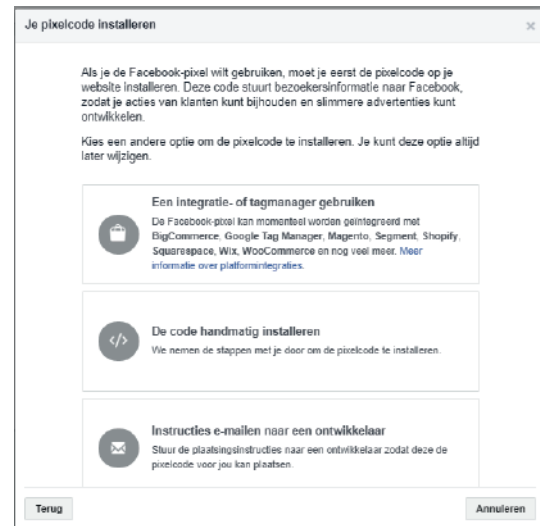 Je pixelcode installeren
Als je de Facebook-pixel wilt gebruiken, moet je eerst de pixelcode op je
website installeren. Deze code stuurt bezoekersinformatie naar Facebook,
zodat je acties van klanten kunt bijhouden en slimmere advertenties kunt
ontwikkelen.
Kies een andere optie om de pixelcode te installeren. Je kunt deze optie altijd
later wijzigen.
Een integratie- of tagmanager gebruiken
De Facebook-pixel kan momenteel worden geïntegreerd met
BigCommerce, Google Tag Manager, Magento, Segment, Shopify,
Squarespace, Wix, WooCommerce en nog veel meer. Meer
informatie over platformintegraties.
De code handmatig installeren
We nemen de stappen met je door om de pixelcode te installeren.
Instructies e-mailen naar een ontwikkelaar
Stuur de plaatsingsinstructies naar een ontwikkelaar zodat deze de
pixelcode voor jou kan plaatsen.
Terug
Annuleren